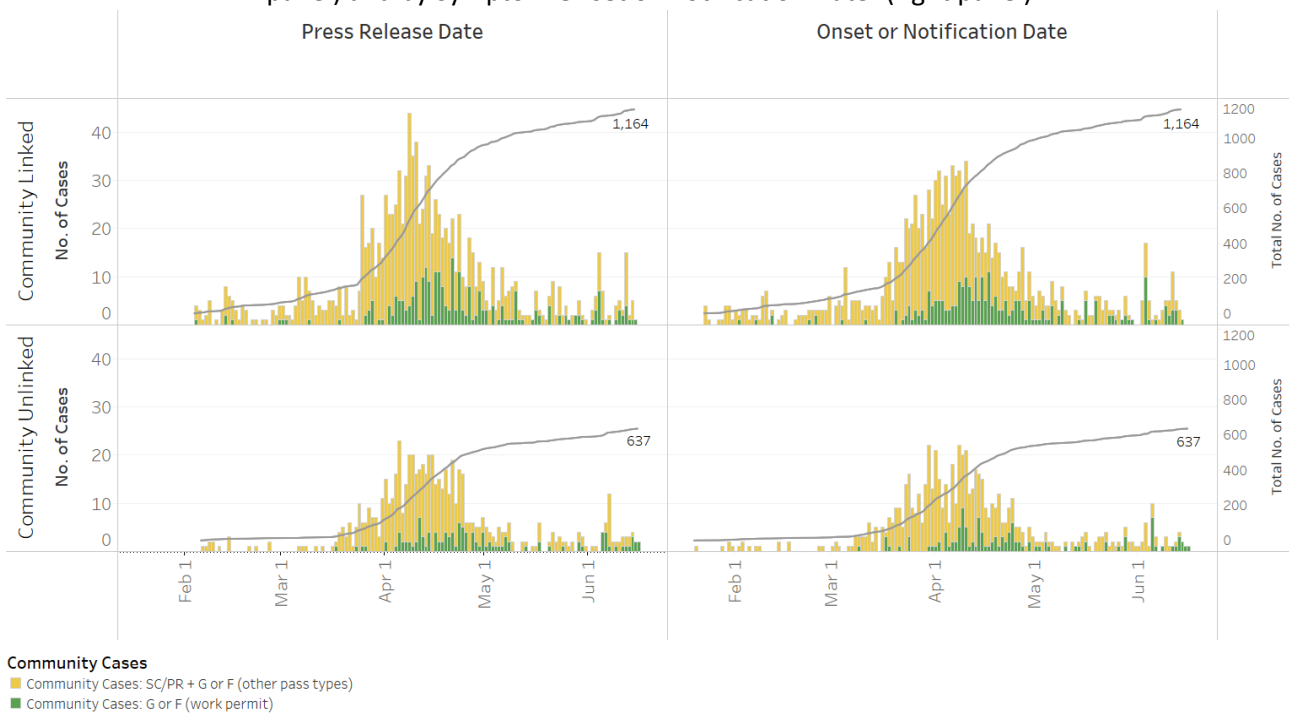 Press Release Date
Onset or Notification Date
Community Linked
No. of Cases
40
30
20
10
0
1,164
1,164
1200
1000
800
600
400
200
0
Total No. of Cases
Community Unlinked
No. of Cases
40
30
20
10
0
637
637
1200
1000
800
600
400
200
0
Total No. of Cases
Feb 1
Mar 1
Apr 1
May 1
Jun 1
Feb 1
Mar 1
Apr 1
May 1
Jun 1
Community Cases
Community Cases: SC/PR + G or F (other pass types)
Community Cases: G or F (work permit)